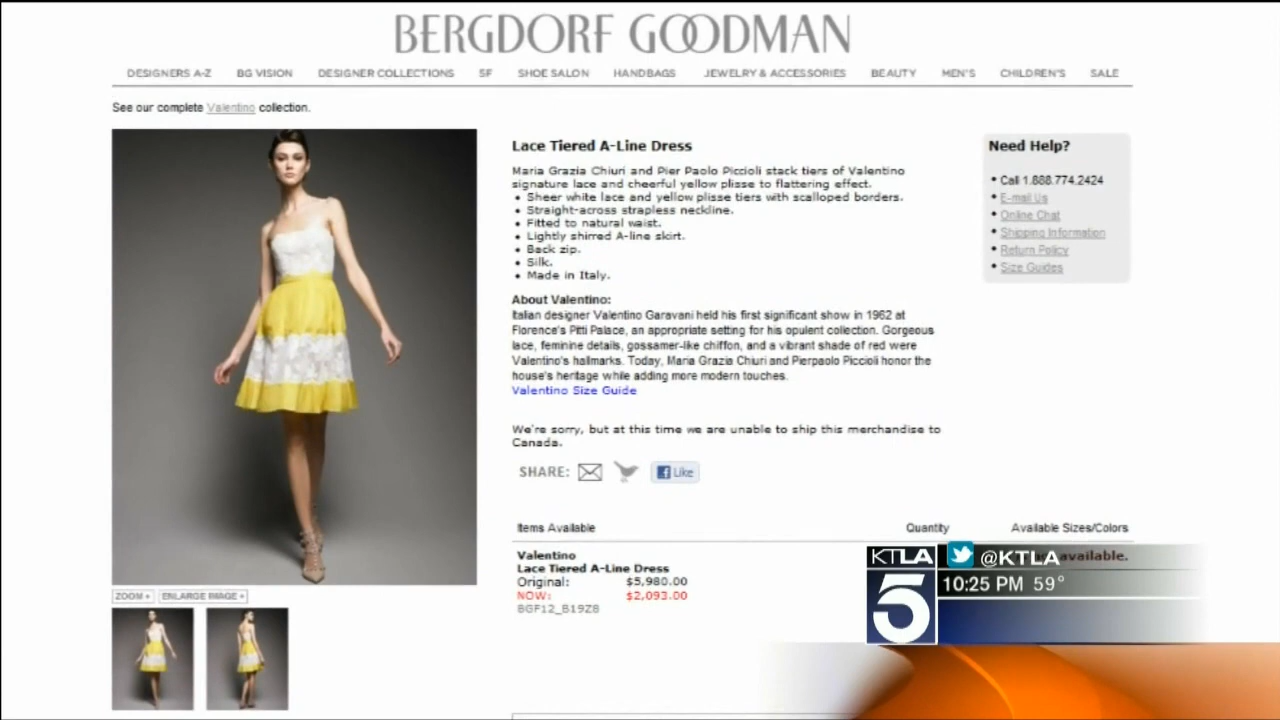 BERGDORF GOODMAN
DESIGNERS A-Z BG VISION DESIGNER COLLECTIONS 5F SHOE SALON HANDBAGS JEWELRY & ACCESSORIES BEAUTY MEN'S CHILDREN'S SALE
See our complete Valentino collection.
Lace Tiered A-Line Dress
Maria Grazia Chiuri and Pier Paolo Piccioli stack tiers of Valentino
signature lace and cheerful yellow plisse to flattering effect.
• Sheer white lace and yellow plisse tiers with scalloped borders.
• Straight-across strapless neckline.
• Fitted to natural waist.
• Lightly shirred A-line skirt.
• Back zip.
• Silk.
• Made in Italy.
About Valentino:
Italian designer Valentino Garavani held his first significant show in 1962 at
Florence's Pitti Palace, an appropriate setting for his opulent collection. Gorgeous
lace, feminine details, gossamer-like chiffon, and a vibrant shade of red were
Valentino's hallmarks. Today, Maria Grazia Chiuri and Pierpaolo Piccioli honor the
house's heritage while adding more modern touches.
Valentino Size Guide
We're sorry, but at this time we are unable to ship this merchandise to
Canada.
SHARE: Like
Need Help?
• Call 1.888.774.2424
• E-mail Us
• Online Chat
• Shipping Information
• Return Policy
• Size Guides
ZOOM + ENLARGE IMAGE +
Items Available Quantity Available Sizes/Colors
Valentino
Lace Tiered A-Line Dress
Original: $5,980.00
NOW: $2,093.00
BGF12_B19Z8
available.
KTLA @KTLA
5 10:25 PM 59°